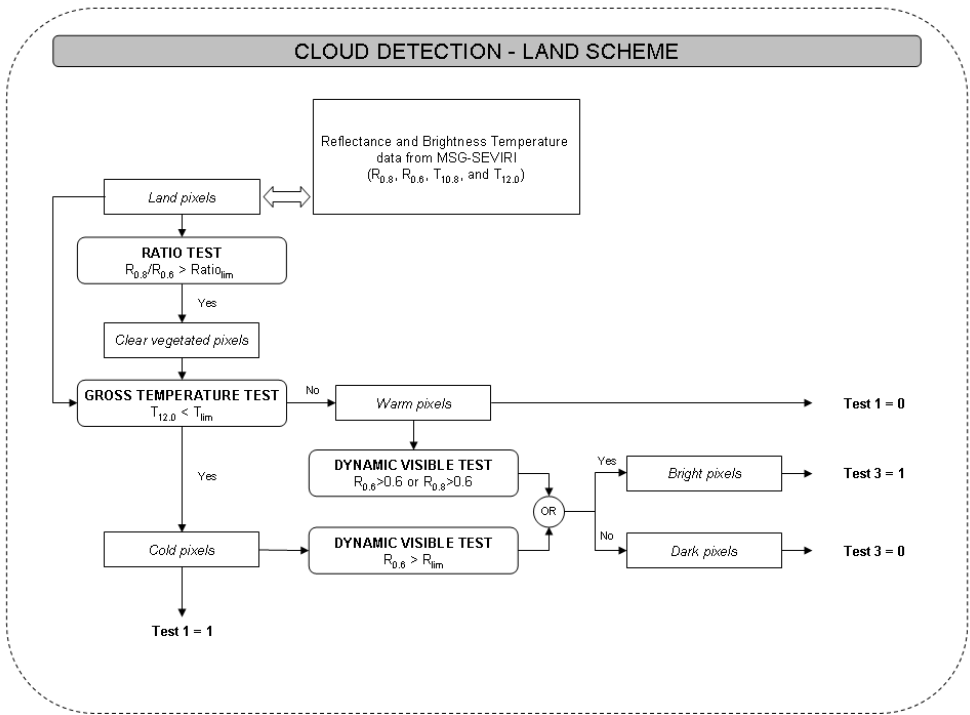 CLOUD DETECTION - LAND SCHEME
Reflectance and Brightness Temperature
data from MSG-SEVIRI
(R0.8, R0.6, T10.8, and T12.0)
Land pixels
RATIO TEST
R0.8/R0.6 > Ratiolim
Yes
Clear vegetated pixels
GROSS TEMPERATURE TEST
T12.0 < Tlim
No
Warm pixels
Test 1 = 0
DYNAMIC VISIBLE TEST
R0.6>0.6 or R0.8>0.6
Yes
Bright pixels
Test 3 = 1
Yes
OR
Cold pixels
DYNAMIC VISIBLE TEST
R0.6 > Rlim
No
Dark pixels
Test 3 = 0
Test 1 = 1